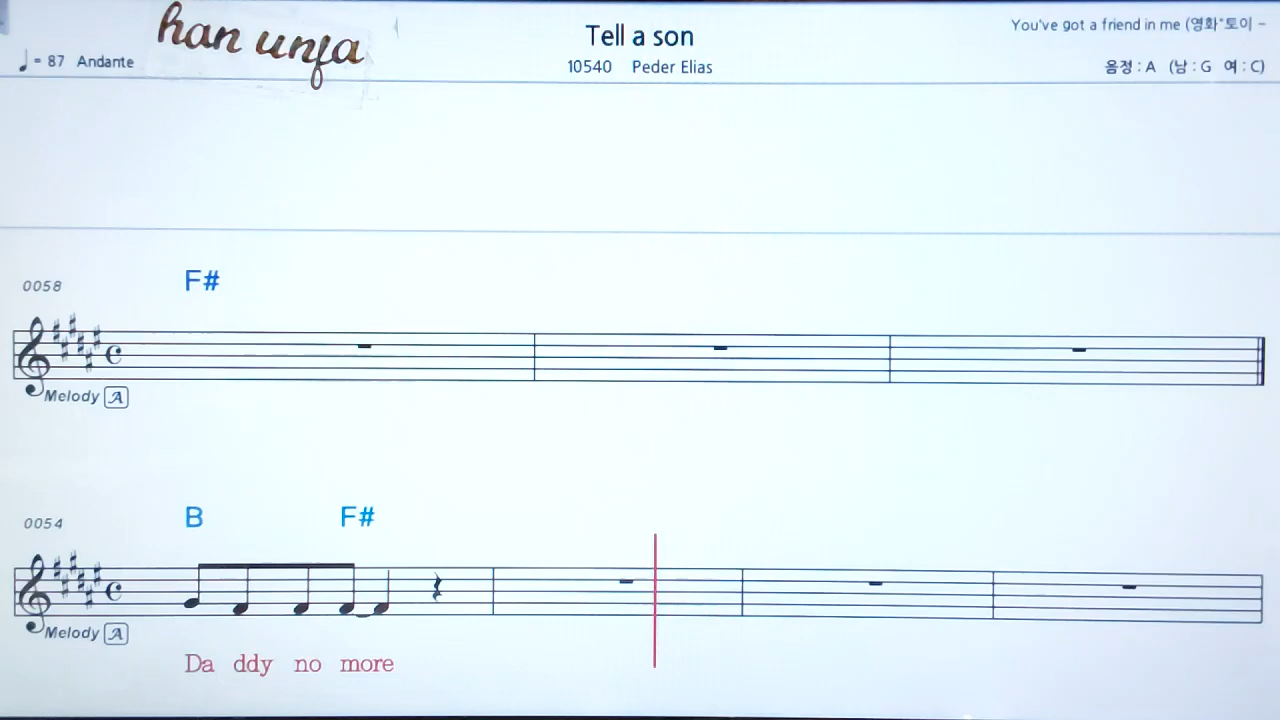 han unfa
Tell a son
You've got a friend in me (영화"토이 –
♩= 87 Andante
10540 Peder Elias
음정 : A (남 : G 여 : C)
0058
F#
Melody A
0054
B F#
Melody A
Da ddy no more